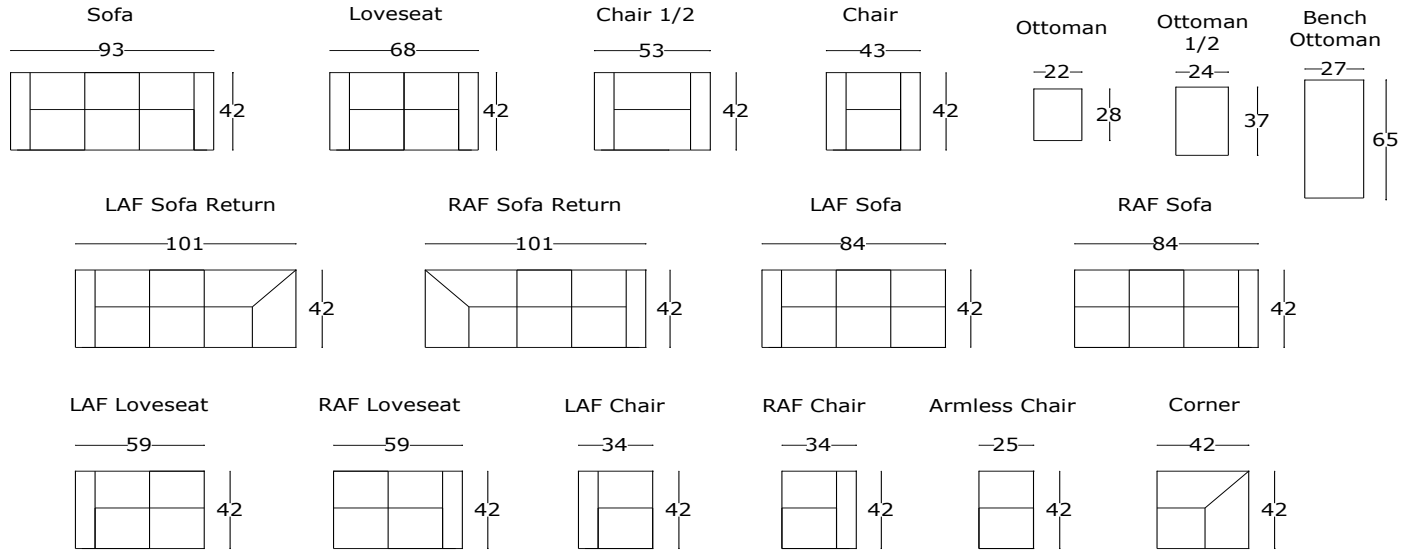 Sofa
Loveseat
Chair 1/2
Chair
Ottoman
Ottoman
1/2
Bench
Ottoman
93
68
53
43
22
24
27
42
42
42
42
28
37
65
LAF Sofa Return
RAF Sofa Return
LAF Sofa
RAF Sofa
101
101
84
84
42
42
42
42
LAF Loveseat
RAF Loveseat
LAF Chair
RAF Chair
Armless Chair
Corner
59
59
34
34
25
42
42
42
42
42
42
42